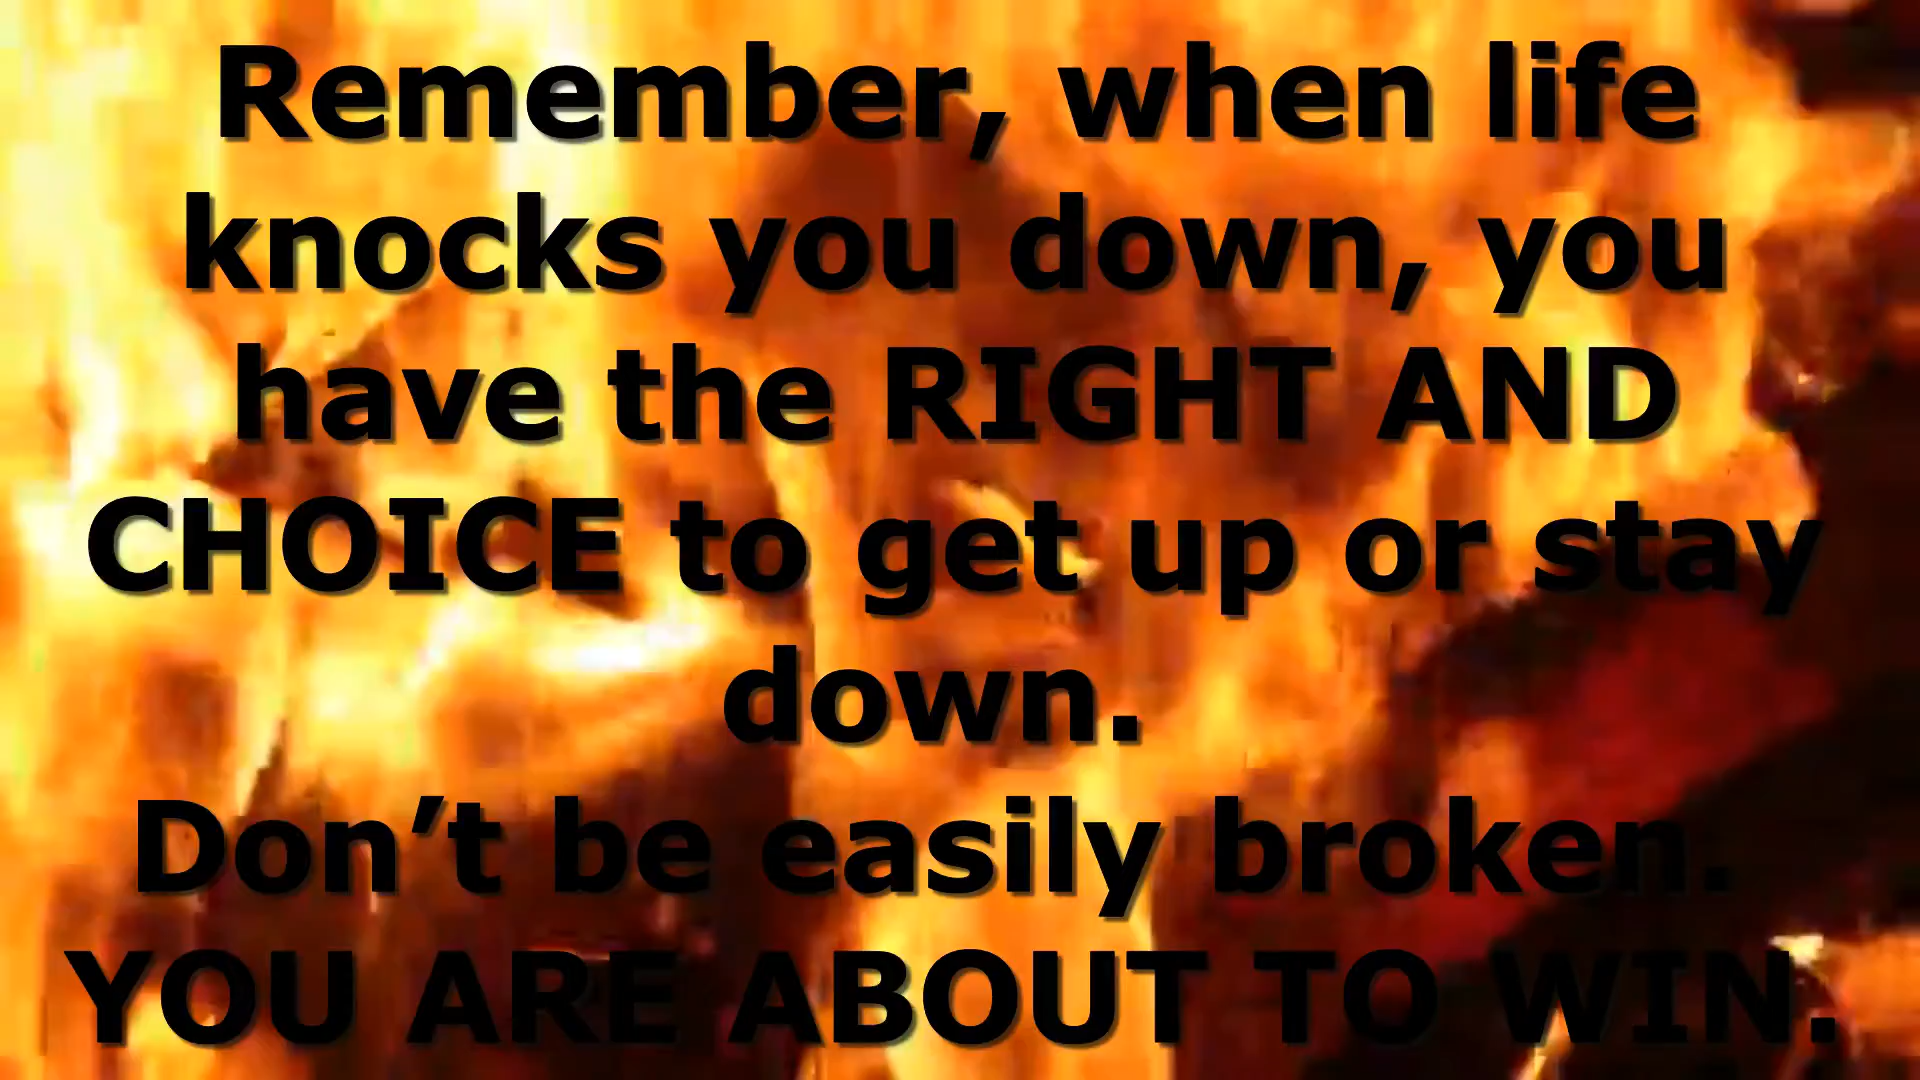 Remember, when life
knocks you down, you
have the RIGHT AND
CHOICE to get up or stay
down.
Don’t be easily broken.
YOU ARE ABOUT TO WIN.